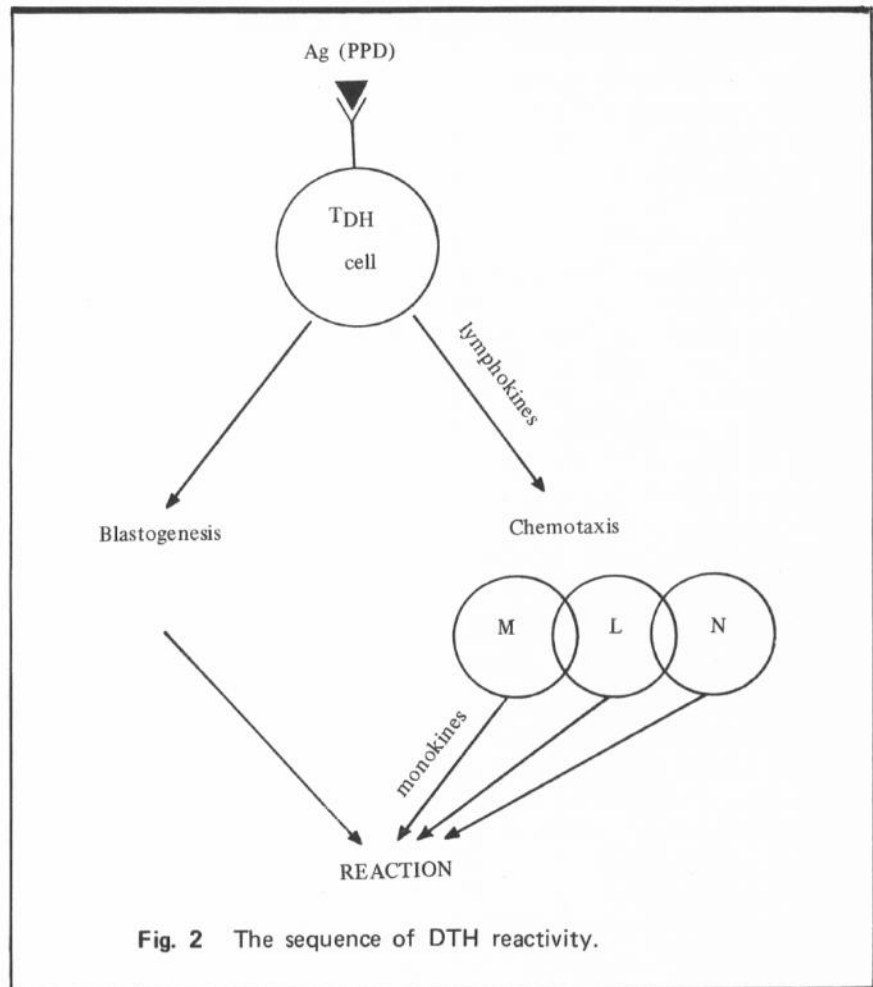 Ag (PPD)
TDH
cell
lymphokines
Blastogenesis
Chemotaxis
M L N
monokines
REACTION
Fig. 2 The sequence of DTH reactivity.